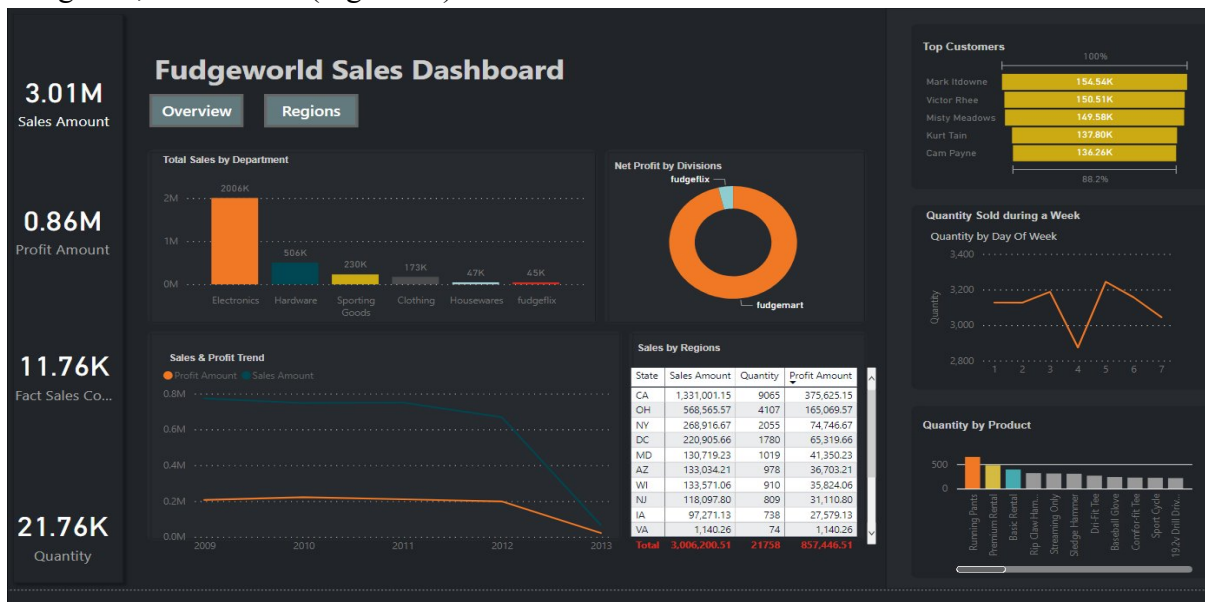 3.01M
Sales Amount
0.86M
Profit Amount
11.76K
Fact Sales Co...
21.76K
Quantity
Fudgeworld Sales Dashboard
Overview
Regions
Total Sales by Department
2M
1M
0M
2006K
506K
230K
173K
47K
45K
Electronics
Hardware
Sporting
Goods
Clothing
Housewares
fudgeflix
Net Profit by Divisions
fudgeflix
fudgemart
Sales & Profit Trend
Profit Amount Sales Amount
0.8M
0.6M
0.4M
0.2M
0.0M
2009 2010 2011 2012 2013
Sales by Regions
State Sales Amount Quantity Profit Amount
CA 1,331,001.15 9065 375,625.15
OH 568,565.57 4107 165,069.57
NY 268,916.67 2055 74,746.67
DC 220,905.66 1780 65,319.66
MD 130,719.23 1019 41,350.23
AZ 133,034.21 978 36,703.21
WI 133,571.06 910 35,824.06
NJ 118,097.80 809 31,110.80
IA 97,271.13 738 27,579.13
VA 1,140.26 74 1,140.26
Total 3,006,200.51 21758 857,446.51
Top Customers
100%
Mark Itdowne 154.54K
Victor Rhee 150.51K
Misty Meadows 149.58K
Kurt Tain 137.80K
Cam Payne 136.26K
88.2%
Quantity Sold during a Week
Quantity by Day Of Week
Quantity
3,400
3,200
3,000
2,800
1 2 3 4 5 6 7
Quantity by Product
500
0
Running Pants
Premium Rental
Basic Rental
Rip Claw Ham...
Streaming Only
Sledge Hammer
Dri-Fit Tee
Baseball Glove
Comfor-fit Tee
Sport Cycle
19.2v Drill Driv...